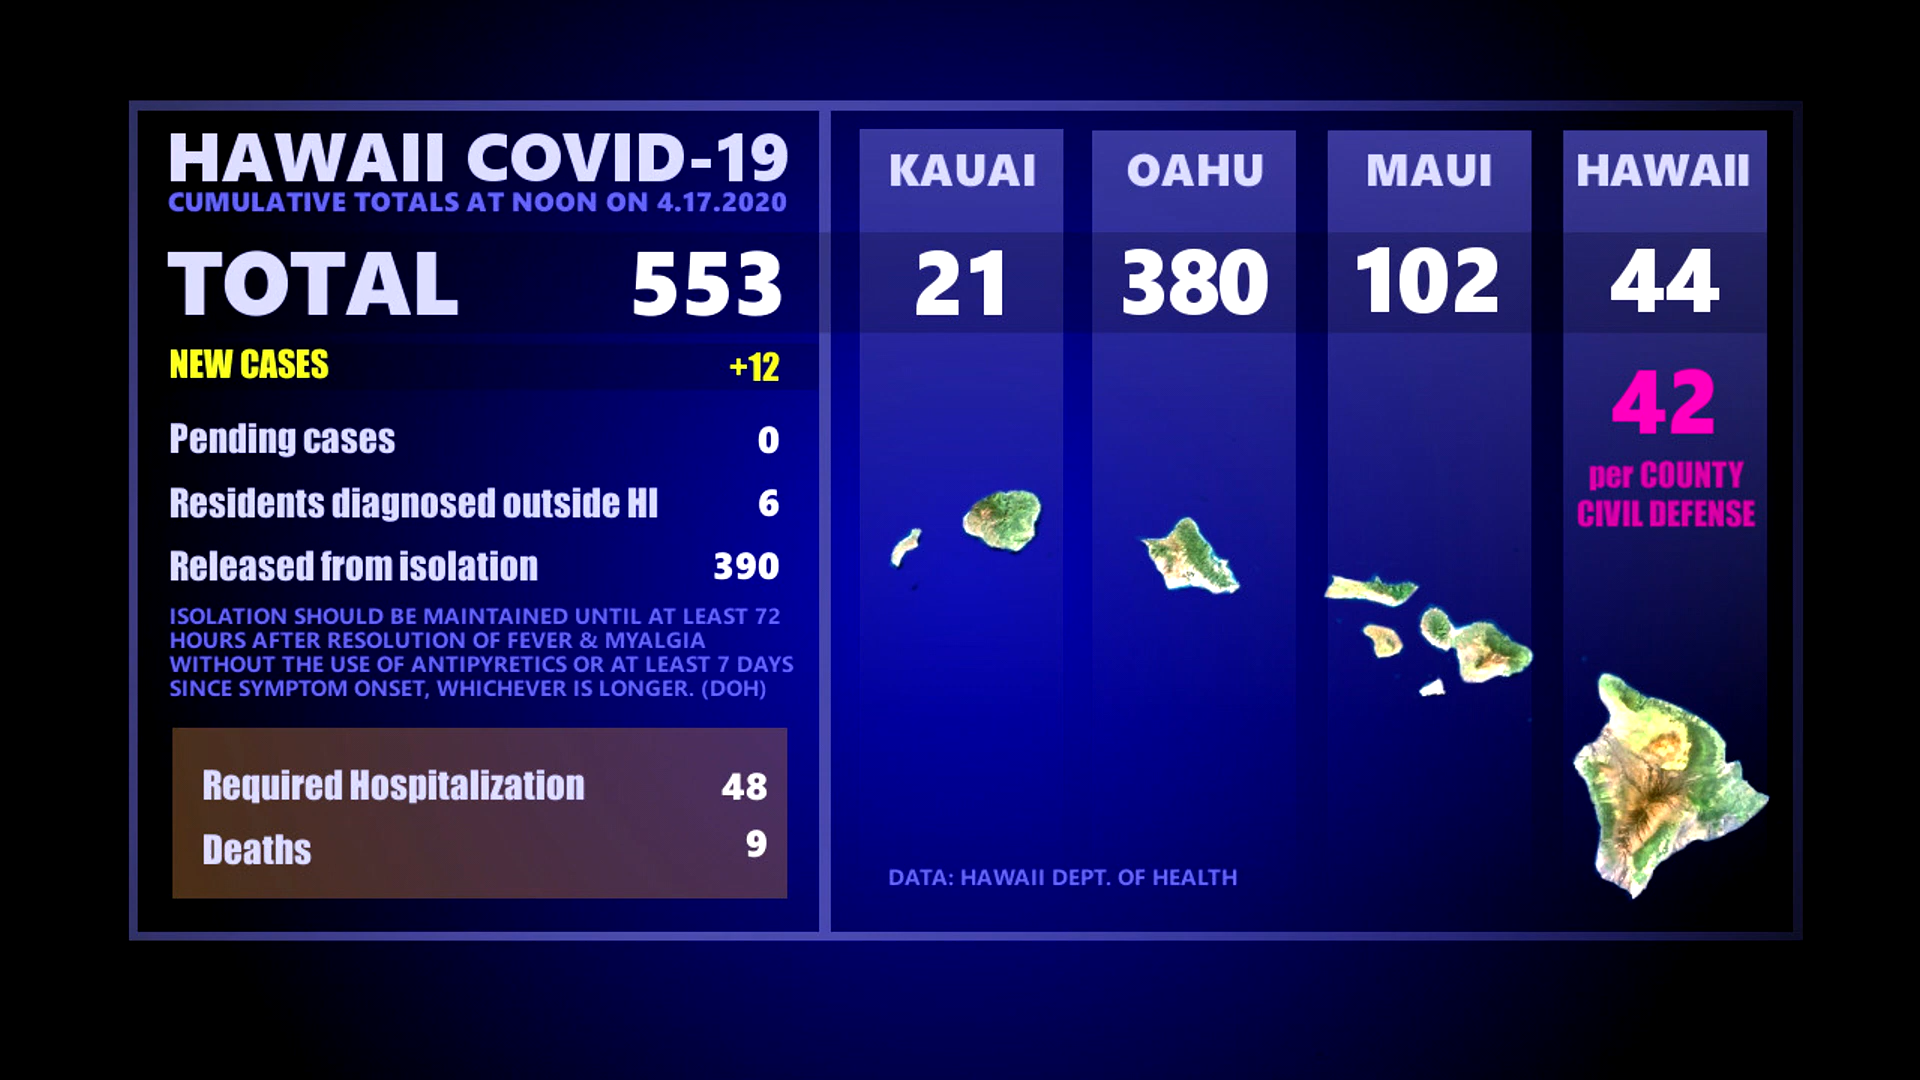 HAWAII COVID-19
CUMULATIVE TOTALS AT NOON ON 4.17.2020
TOTAL 553
NEW CASES +12
Pending cases 0
Residents diagnosed outside HI 6
Released from isolation 390
ISOLATION SHOULD BE MAINTAINED UNTIL AT LEAST 72
HOURS AFTER RESOLUTION OF FEVER & MYALGIA
WITHOUT THE USE OF ANTIPYRETICS OR AT LEAST 7 DAYS
SINCE SYMPTOM ONSET, WHICHEVER IS LONGER. (DOH)
Required Hospitalization 48
Deaths 9
KAUAI OAHU MAUI HAWAII
21 380 102 44
42
per COUNTY
CIVIL DEFENSE
DATA: HAWAII DEPT. OF HEALTH